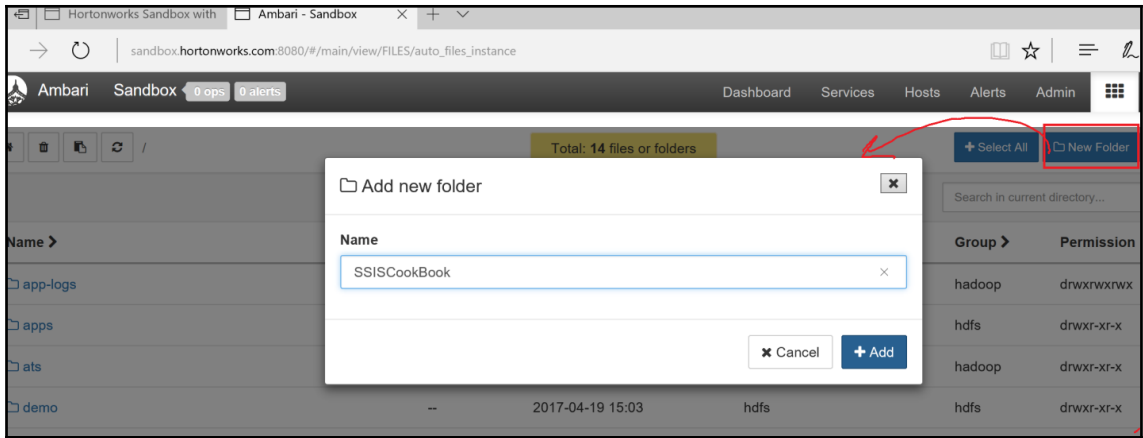 Hortonworks Sandbox with
Ambari - Sandbox
sandbox.hortonworks.com:8080/#/main/view/FILES/auto_files_instance
Ambari Sandbox 0 ops 0 alerts Dashboard Services Hosts Alerts Admin
/ Total: 14 files or folders + Select All New Folder
Search in current directory...
Add new folder
Name
SSISCookBook
Cancel + Add
Name > Group > Permission
app-logs hadoop drwxrwxrwx
apps hdfs drwxr-xr-x
ats hadoop drwxr-xr-x
demo -- 2017-04-19 15:03 hdfs hdfs drwxr-xr-x